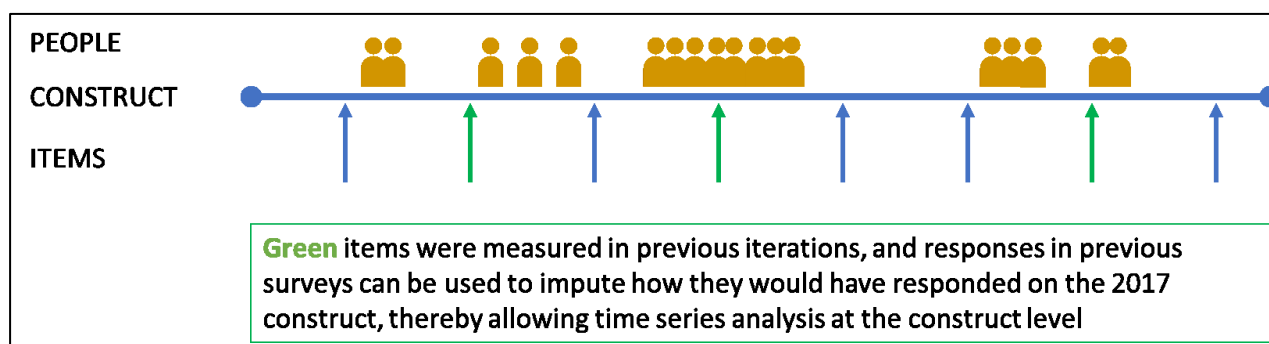 PEOPLE
CONSTRUCT
ITEMS
Green items were measured in previous iterations, and responses in previous
surveys can be used to impute how they would have responded on the 2017
construct, thereby allowing time series analysis at the construct level